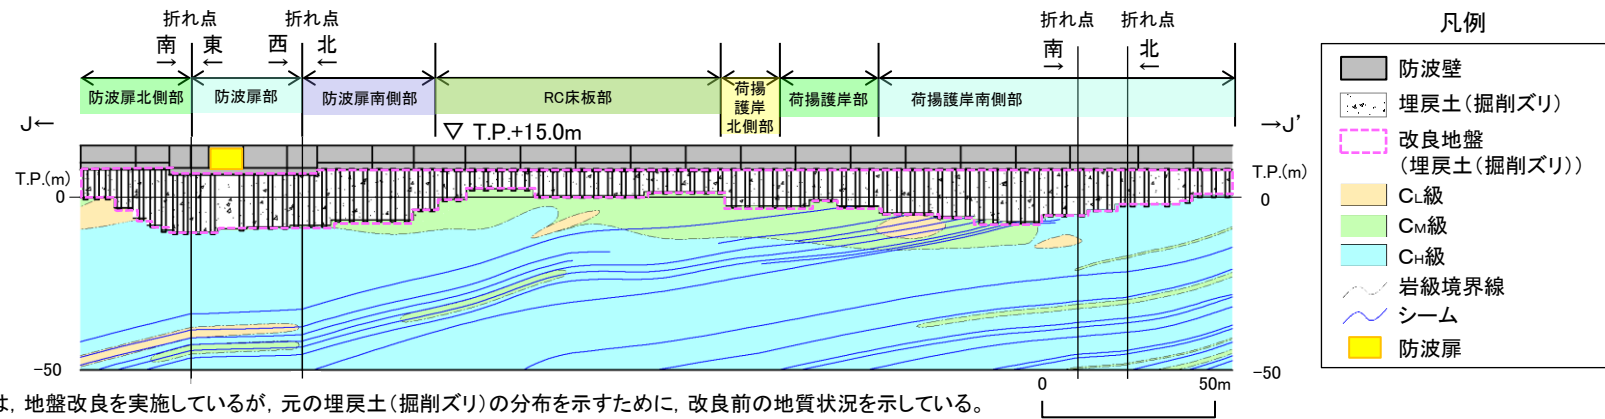 折れ点
折れ点
折れ点
折れ点
南 東
西 北
南
北
→ ←
→ ←
→
←
防波扉北側部
防波扉部
防波扉南側部
RC床板部
荷揚
護岸
北側部
荷揚護岸部
荷揚護岸南側部
J←
→J'
▽ T.P.+15.0m
T.P.(m)
T.P.(m)
0
0
-50
-50
0 50m
凡例
防波壁
埋戻土(掘削ズリ)
改良地盤
(埋戻土(掘削ズリ))
CL級
CM級
CH級
岩級境界線
シーム
防波扉
は,地盤改良を実施しているが,元の埋戻土(掘削ズリ)の分布を示すために,改良前の地質状況を示している。